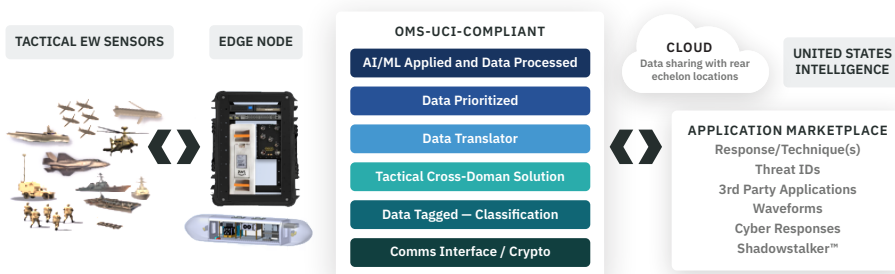 TACTICAL EW SENSORS
EDGE NODE
OMS-UCI-COMPLIANT
AI/ML Applied and Data Processed
Data Prioritized
Data Translator
Tactical Cross-Doman Solution
Data Tagged — Classification
Comms Interface / Crypto
CLOUD
Data sharing with rear
echelon locations
UNITED STATES
INTELLIGENCE
APPLICATION MARKETPLACE
Response/Technique(s)
Threat IDs
3rd Party Applications
Waveforms
Cyber Responses
Shadowstalker™